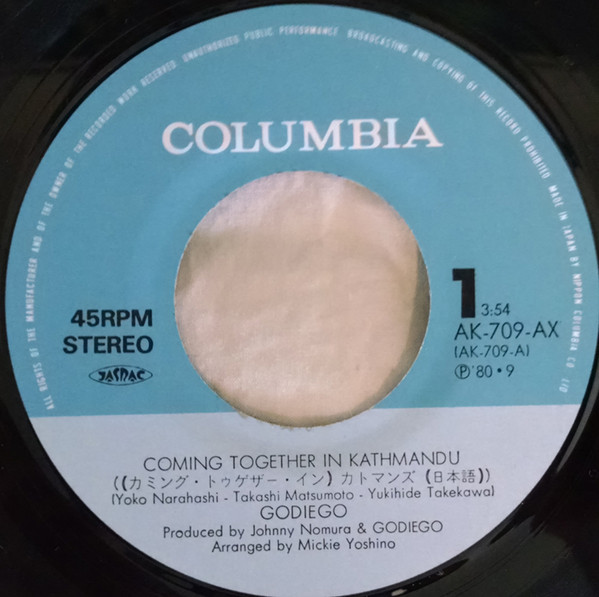 ALL RIGHTS OF THE MANUFACTURER AND OF THE OWNER OF THE RECORDED WORK RESERVED UNAUTHORIZED PUBLIC PERFORMANCE BROADCASTING AND COPYING OF THIS RECORD PROHIBITED MADE IN JAPAN BY NIPPON COLUMBIA CO LTD
COLUMBIA
45RPM
STEREO
JASRAC
1 3:54
AK-709-AX
(AK-709-A)
Ⓟ'80・9
COMING TOGETHER IN KATHMANDU
((カミング・トゥゲザー・イン) カトマンズ (日本語))
(Yoko Narahashi - Takashi Matsumoto - Yukihide Takekawa)
GODIEGO
Produced by Johnny Nomura & GODIEGO
Arranged by Mickie Yoshino